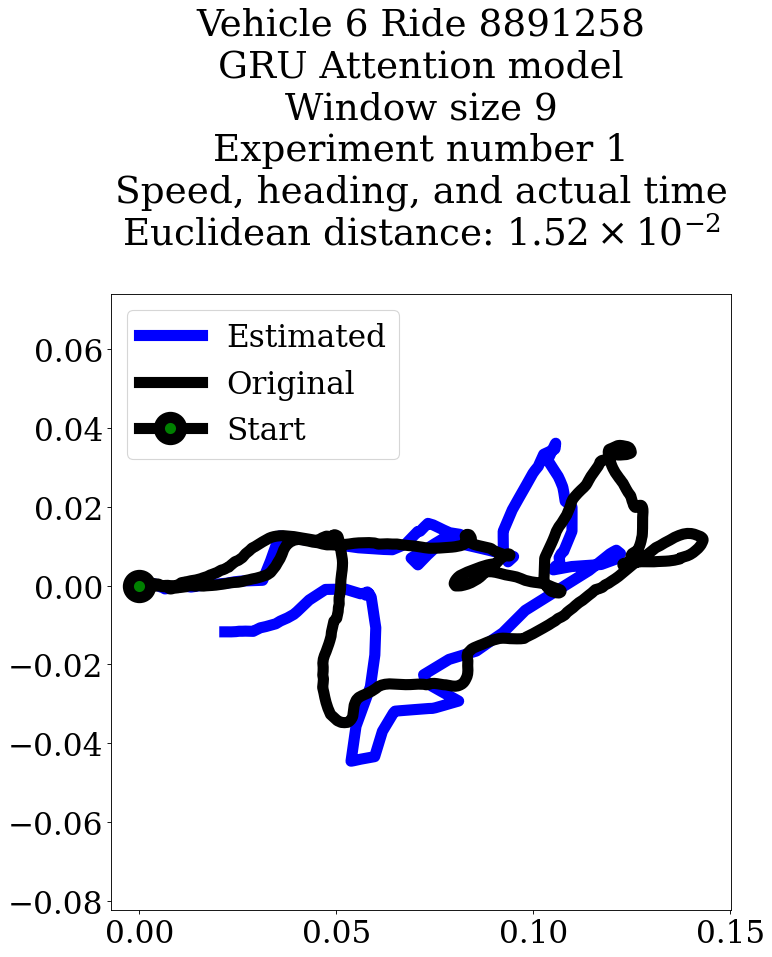 Vehicle 6 Ride 8891258
GRU Attention model
Window size 9
Experiment number 1
Speed, heading, and actual time
Euclidean distance: 1.52 × 10⁻²
Estimated
Original
Start
0.06
0.04
0.02
0.00
−0.02
−0.04
−0.06
−0.08
0.00 0.05 0.10 0.15